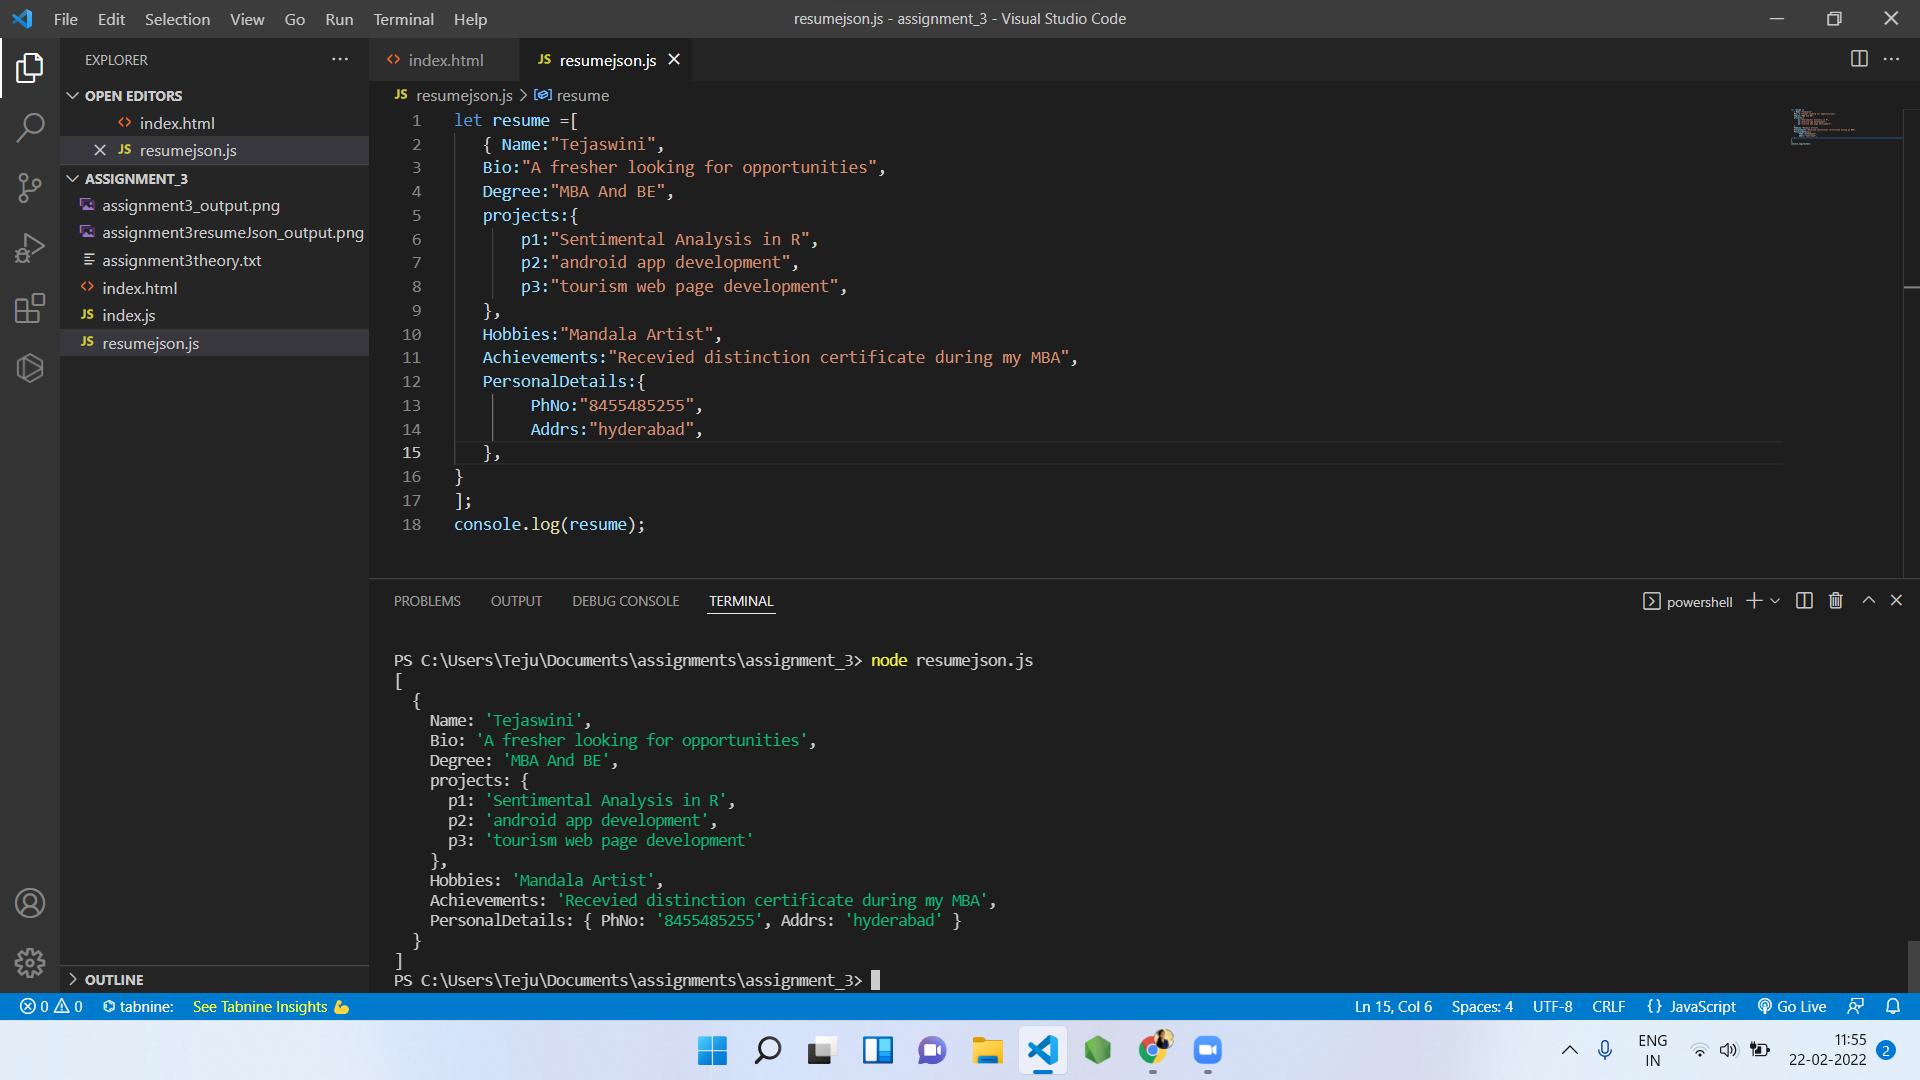 File Edit Selection View Go Run Terminal Help
resumejson.js - assignment_3 - Visual Studio Code
EXPLORER
OPEN EDITORS
index.html
JS resumejson.js
ASSIGNMENT_3
assignment3_output.png
assignment3resumeJson_output.png
assignment3theory.txt
index.html
JS index.js
JS resumejson.js
OUTLINE
index.html
JS resumejson.js
JS resumejson.js > resume
1 let resume =[
2 { Name:"Tejaswini",
3 Bio:"A fresher looking for opportunities",
4 Degree:"MBA And BE",
5 projects:{
6 p1:"Sentimental Analysis in R",
7 p2:"android app development",
8 p3:"tourism web page development",
9 },
10 Hobbies:"Mandala Artist",
11 Achievements:"Recevied distinction certificate during my MBA",
12 PersonalDetails:{
13 PhNo:"8455485255",
14 Addrs:"hyderabad",
15 },
16 }
17 ];
18 console.log(resume);
PROBLEMS OUTPUT DEBUG CONSOLE TERMINAL
powershell
PS C:\Users\Teju\Documents\assignments\assignment_3> node resumejson.js
[
{
Name: 'Tejaswini',
Bio: 'A fresher looking for opportunities',
Degree: 'MBA And BE',
projects: {
p1: 'Sentimental Analysis in R',
p2: 'android app development',
p3: 'tourism web page development'
},
Hobbies: 'Mandala Artist',
Achievements: 'Recevied distinction certificate during my MBA',
PersonalDetails: { PhNo: '8455485255', Addrs: 'hyderabad' }
}
]
PS C:\Users\Teju\Documents\assignments\assignment_3>
0 0 tabnine: See Tabnine Insights
Ln 15, Col 6 Spaces: 4 UTF-8 CRLF {} JavaScript Go Live
ENG
IN
11:55
22-02-2022
2